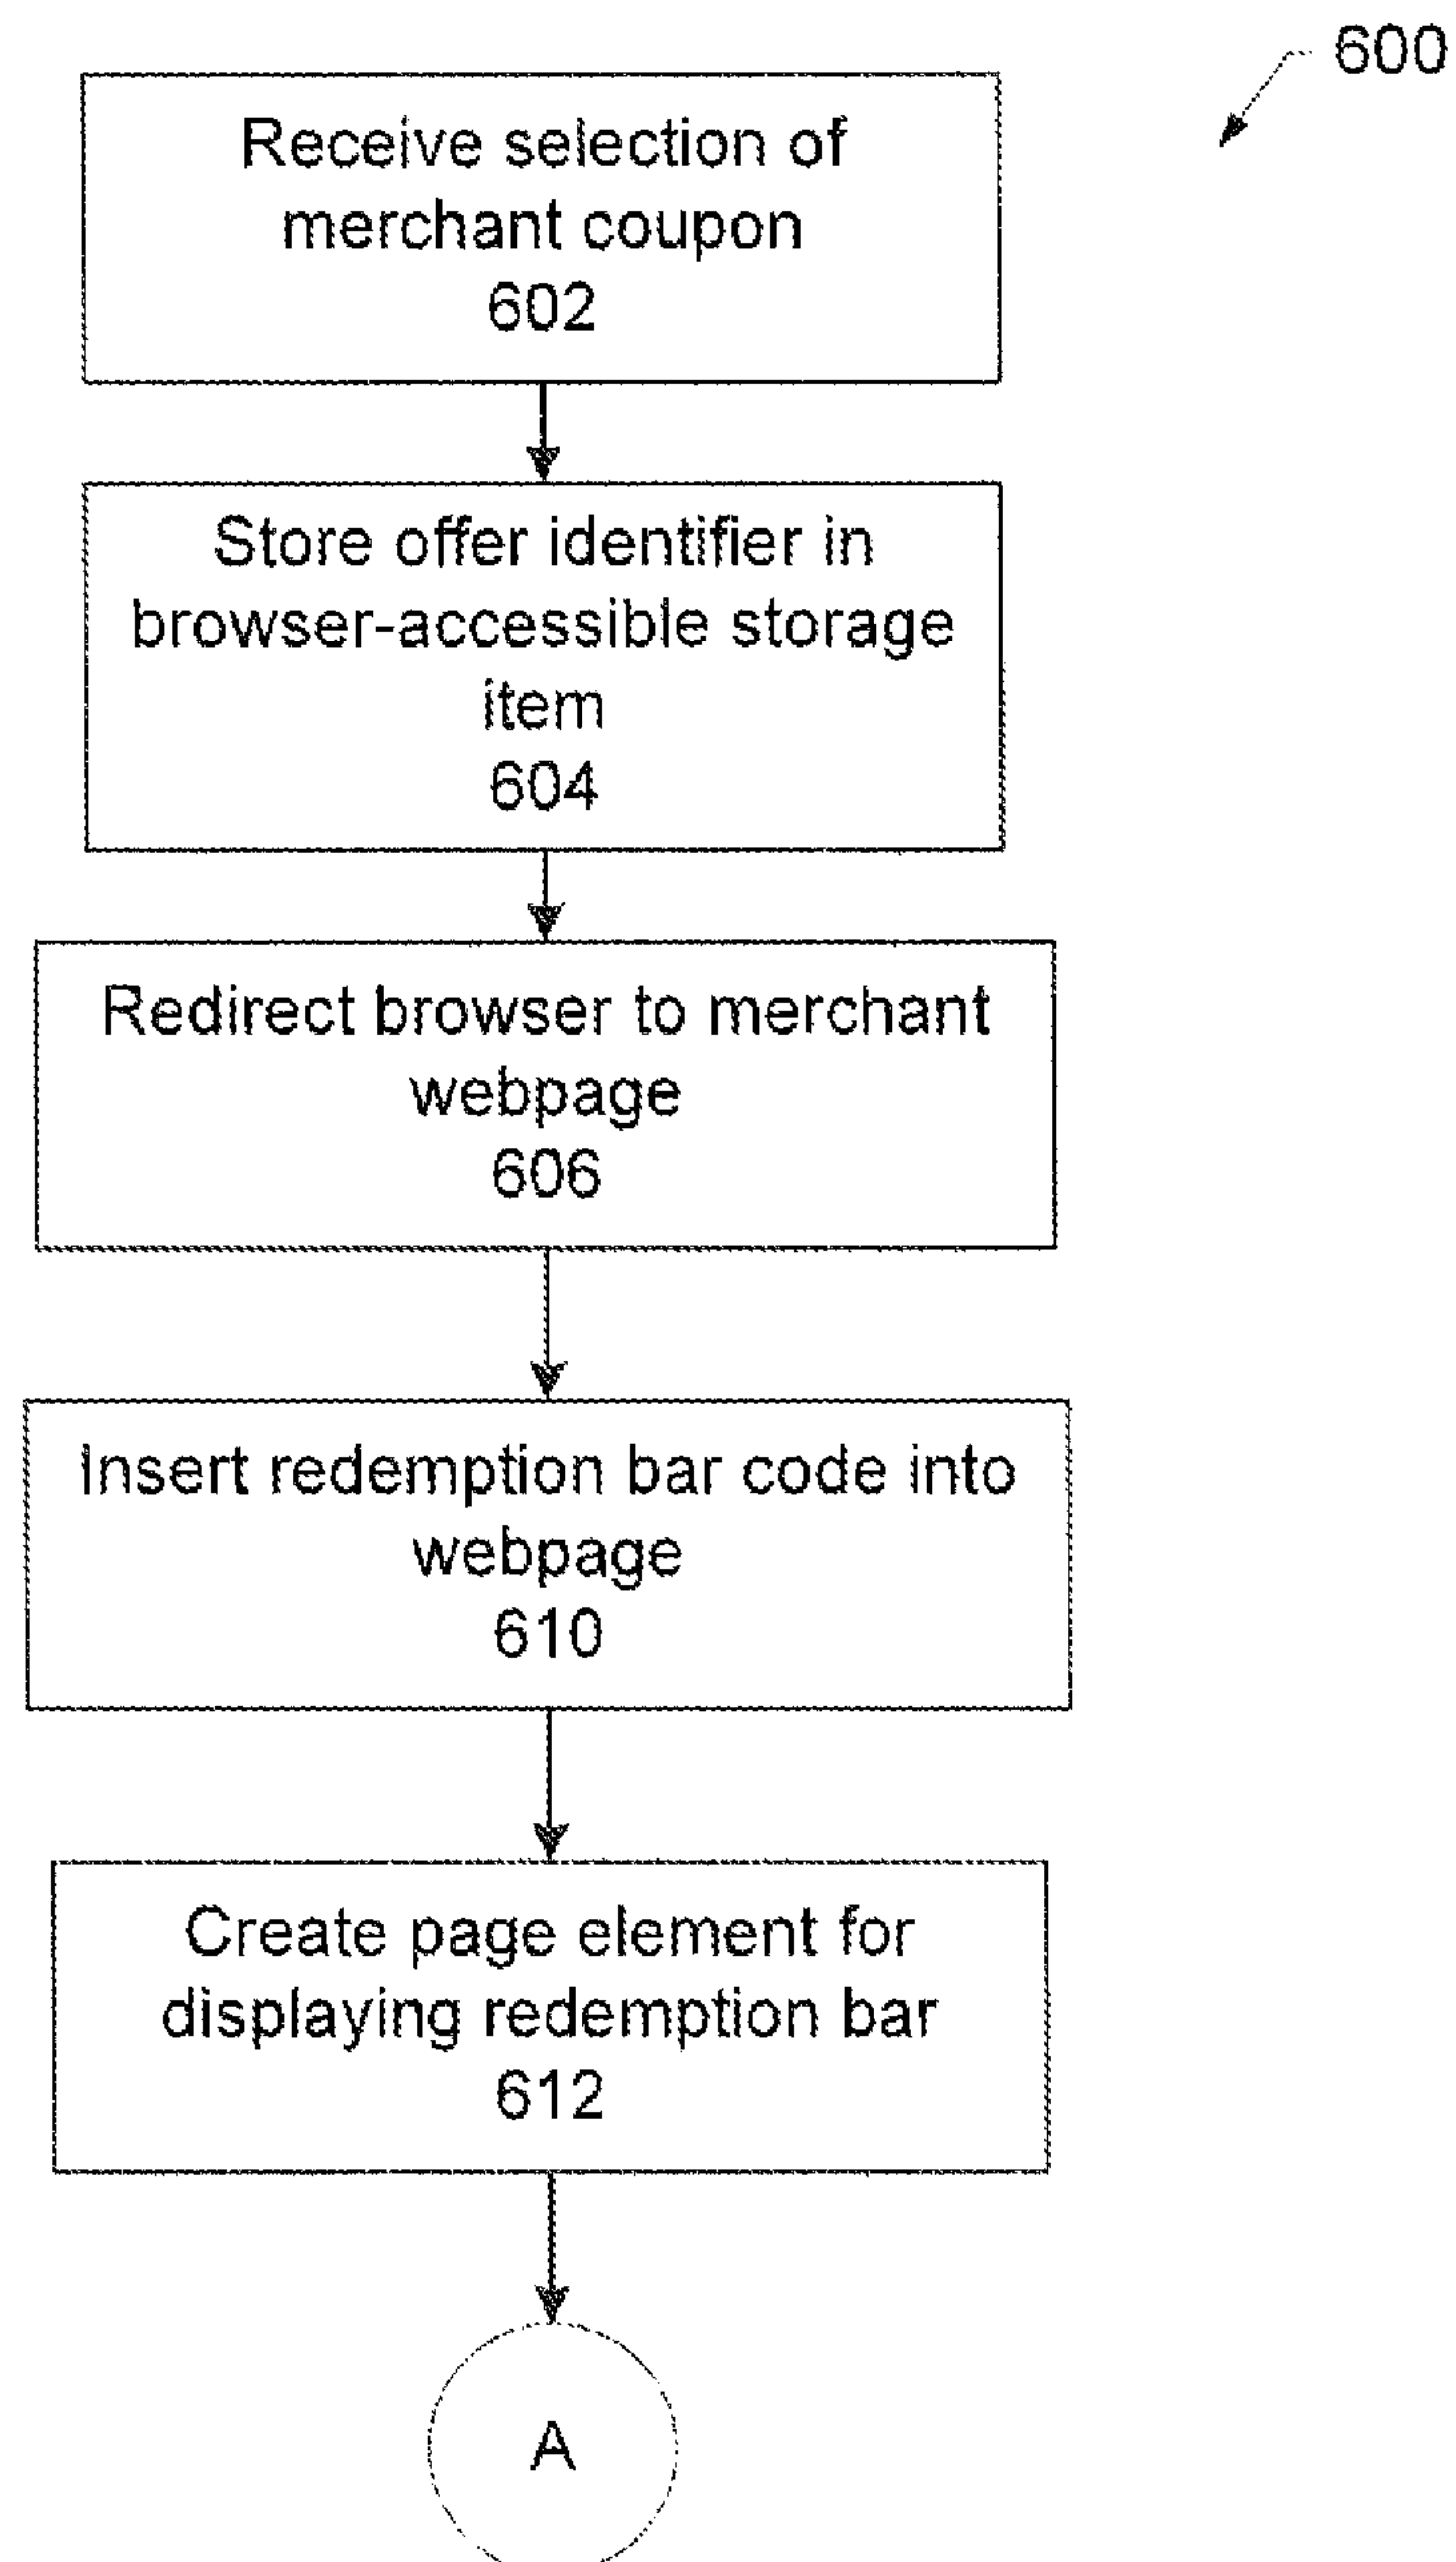 600
Receive selection of
merchant coupon
602
Store offer identifier in
browser-accessible storage
item
604
Redirect browser to merchant
webpage
606
Insert redemption bar code into
webpage
610
Create page element for
displaying redemption bar
612
A